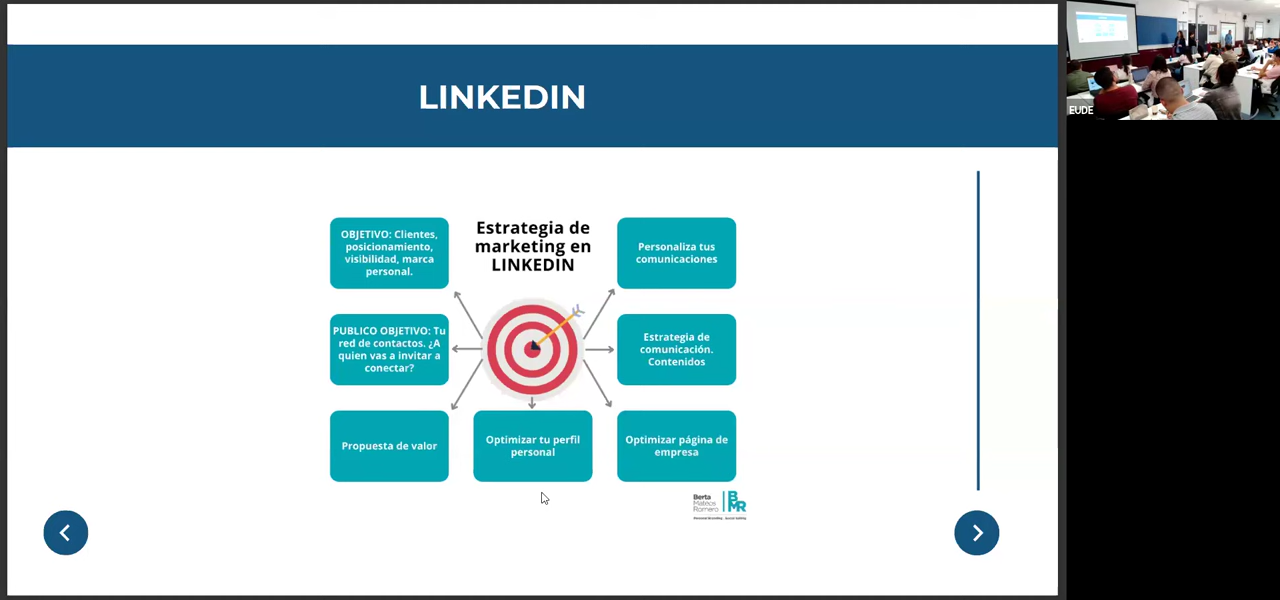 LINKEDIN
OBJETIVO: Clientes,
posicionamiento,
visibilidad, marca
personal.
Estrategia de
marketing en
LINKEDIN
Personaliza tus
comunicaciones
PUBLICO OBJETIVO: Tu
red de contactos. ¿A
quien vas a invitar a
conectar?
Estrategia de
comunicación.
Contenidos
Propuesta de valor
Optimizar tu perfil
personal
Optimizar página de
empresa
Berta
Mateos
Romero
BMR
EUDE